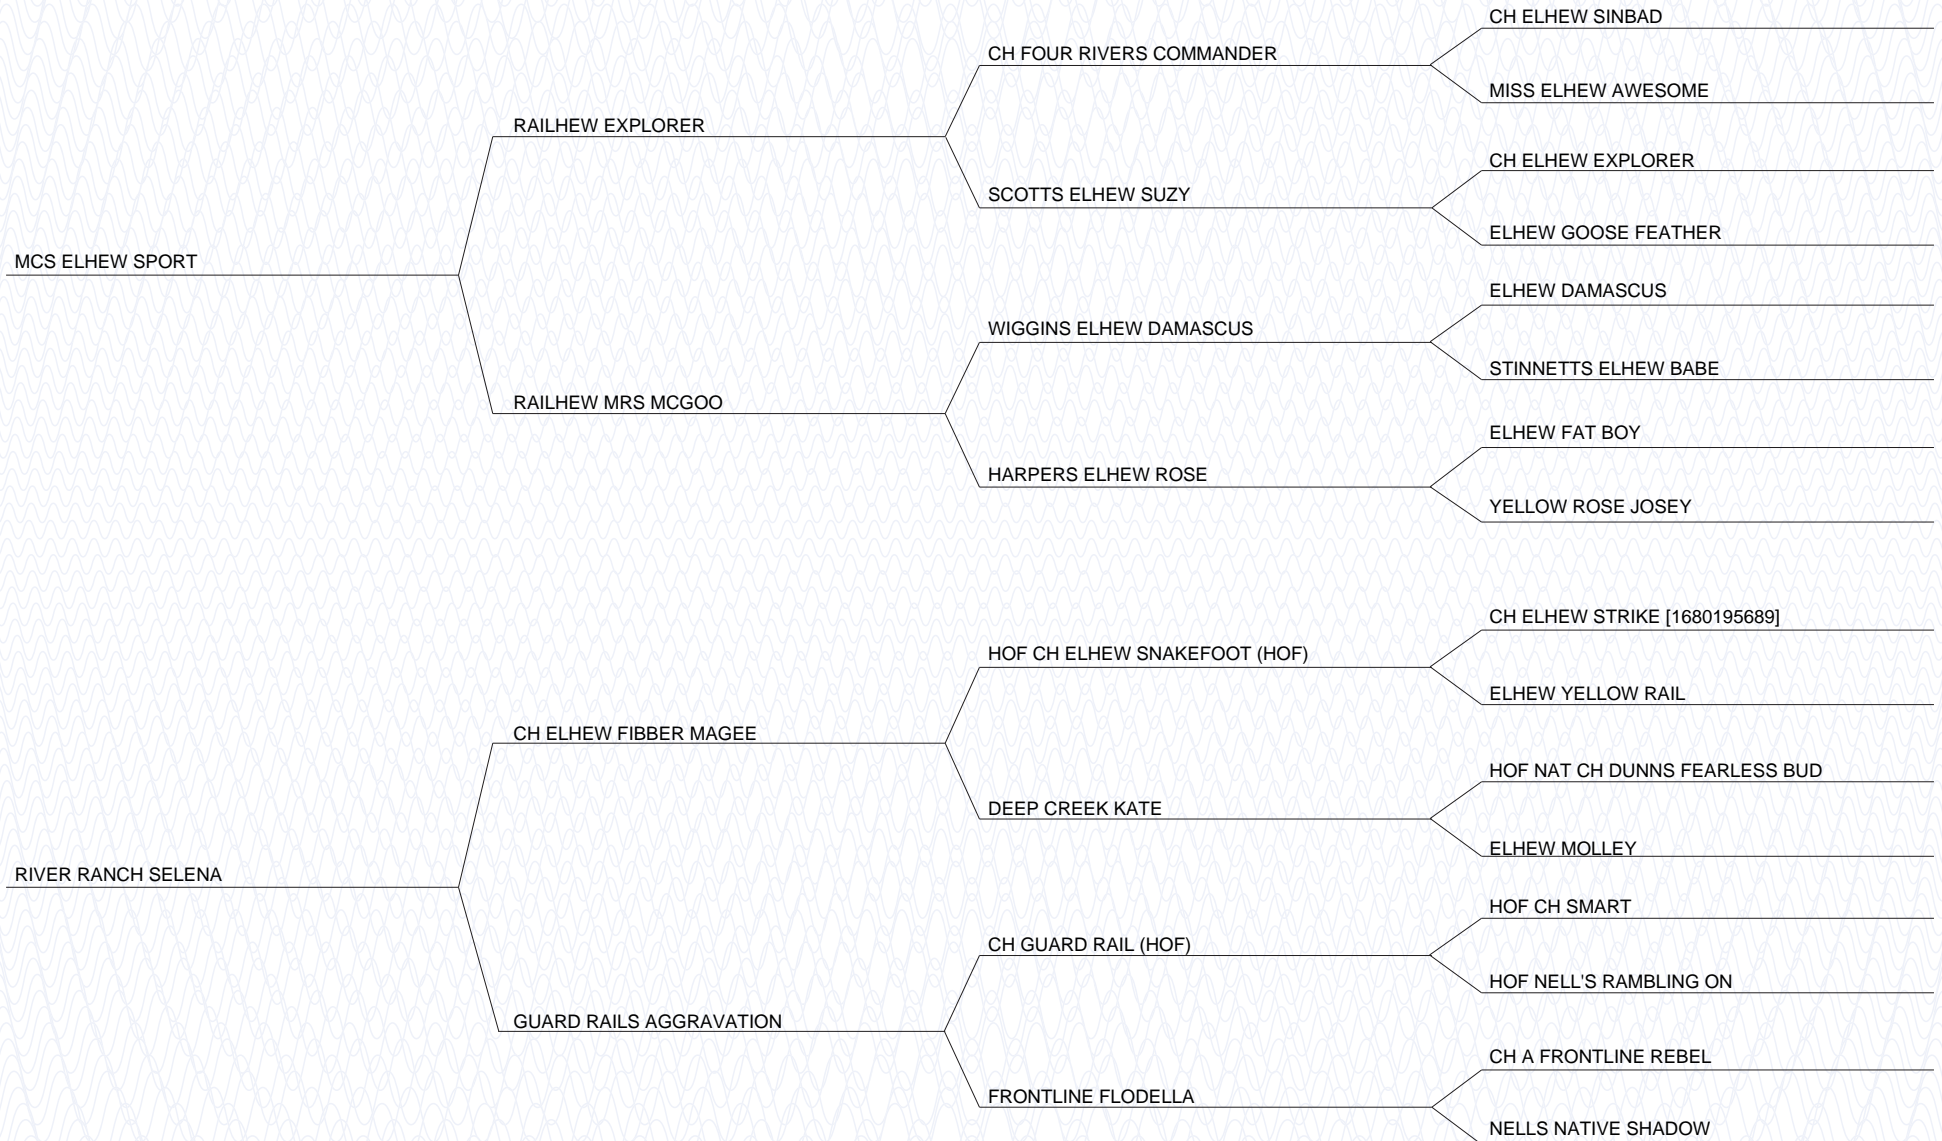 CH ELHEW SINBAD
CH FOUR RIVERS COMMANDER
MISS ELHEW AWESOME
RAILHEW EXPLORER
CH ELHEW EXPLORER
SCOTTS ELHEW SUZY
ELHEW GOOSE FEATHER
MCS ELHEW SPORT
ELHEW DAMASCUS
WIGGINS ELHEW DAMASCUS
STINNETTS ELHEW BABE
RAILHEW MRS MCGOO
ELHEW FAT BOY
HARPERS ELHEW ROSE
YELLOW ROSE JOSEY
CH ELHEW STRIKE [1680195689]
HOF CH ELHEW SNAKEFOOT (HOF)
ELHEW YELLOW RAIL
CH ELHEW FIBBER MAGEE
HOF NAT CH DUNNS FEARLESS BUD
DEEP CREEK KATE
ELHEW MOLLEY
RIVER RANCH SELENA
HOF CH SMART
CH GUARD RAIL (HOF)
HOF NELL'S RAMBLING ON
GUARD RAILS AGGRAVATION
CH A FRONTLINE REBEL
FRONTLINE FLODELLA
NELLS NATIVE SHADOW